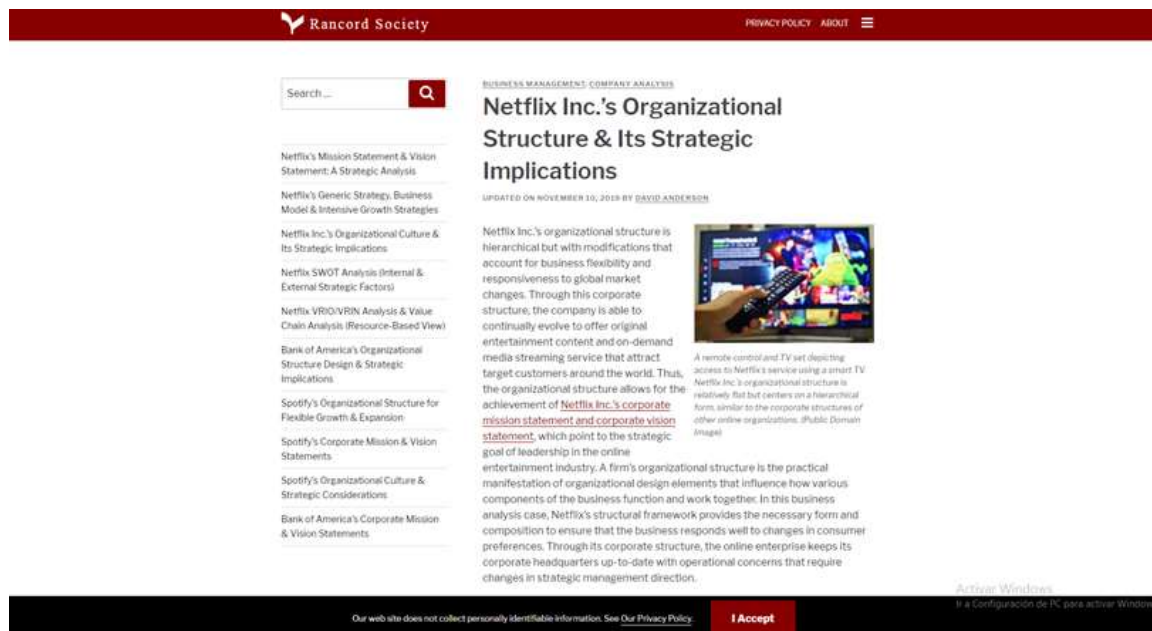 Rancord Society
PRIVACY POLICY ABOUT
Search ...
Netflix's Mission Statement & Vision
Statement: A Strategic Analysis
Netflix's Generic Strategy, Business
Model & Intensive Growth Strategies
Netflix Inc.'s Organizational Culture &
Its Strategic Implications
Netflix SWOT Analysis (Internal &
External Strategic Factors)
Netflix VRIO/VRIN Analysis & Value
Chain Analysis (Resource-Based View)
Bank of America's Organizational
Structure Design & Strategic
Implications
Spotify's Organizational Structure for
Flexible Growth & Expansion
Spotify's Corporate Mission & Vision
Statements
Spotify's Organizational Culture &
Strategic Considerations
Bank of America's Corporate Mission
& Vision Statements
BUSINESS MANAGEMENT, COMPANY ANALYSIS
Netflix Inc.'s Organizational
Structure & Its Strategic
Implications
UPDATED ON NOVEMBER 10, 2019 BY DAVID ANDERSON
Netflix Inc.'s organizational structure is
hierarchical but with modifications that
account for business flexibility and
responsiveness to global market
changes. Through this corporate
structure, the company is able to
continually evolve to offer original
entertainment content and on-demand
media streaming service that attract
target customers around the world. Thus,
the organizational structure allows for the
achievement of Netflix Inc.'s corporate
mission statement and corporate vision
statement, which point to the strategic
goal of leadership in the online
entertainment industry. A firm's organizational structure is the practical
manifestation of organizational design elements that influence how various
components of the business function and work together. In this business
analysis case, Netflix's structural framework provides the necessary form and
composition to ensure that the business responds well to changes in consumer
preferences. Through its corporate structure, the online enterprise keeps its
corporate headquarters up-to-date with operational concerns that require
changes in strategic management direction.
A remote control and TV set depicting
access to Netflix's service using a smart TV.
Netflix Inc.'s organizational structure is
relatively flat but centers on a hierarchical
form, similar to the corporate structures of
other online organizations. (Public Domain
Image)
Activar Windows
Ir a Configuración de PC para activar Window
Our web site does not collect personally identifiable information. See Our Privacy Policy.
I Accept